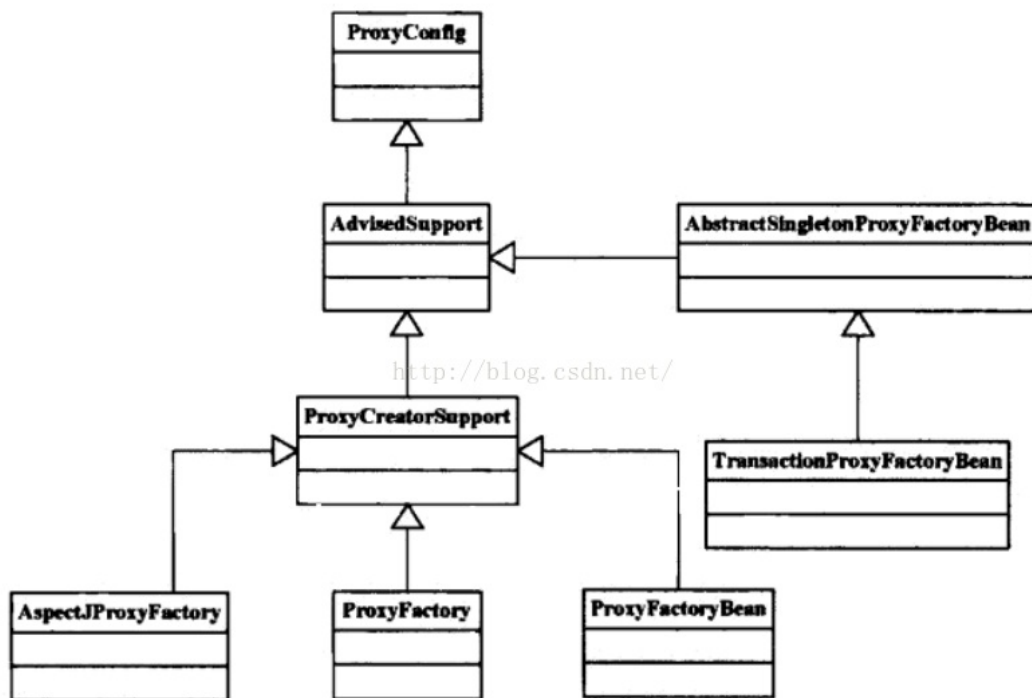 ProxyConfig
AdvisedSupport
AbstractSingletonProxyFactoryBean
http://blog.csdn.net/
ProxyCreatorSupport
TransactionProxyFactoryBean
AspectJProxyFactory
ProxyFactory
ProxyFactoryBean